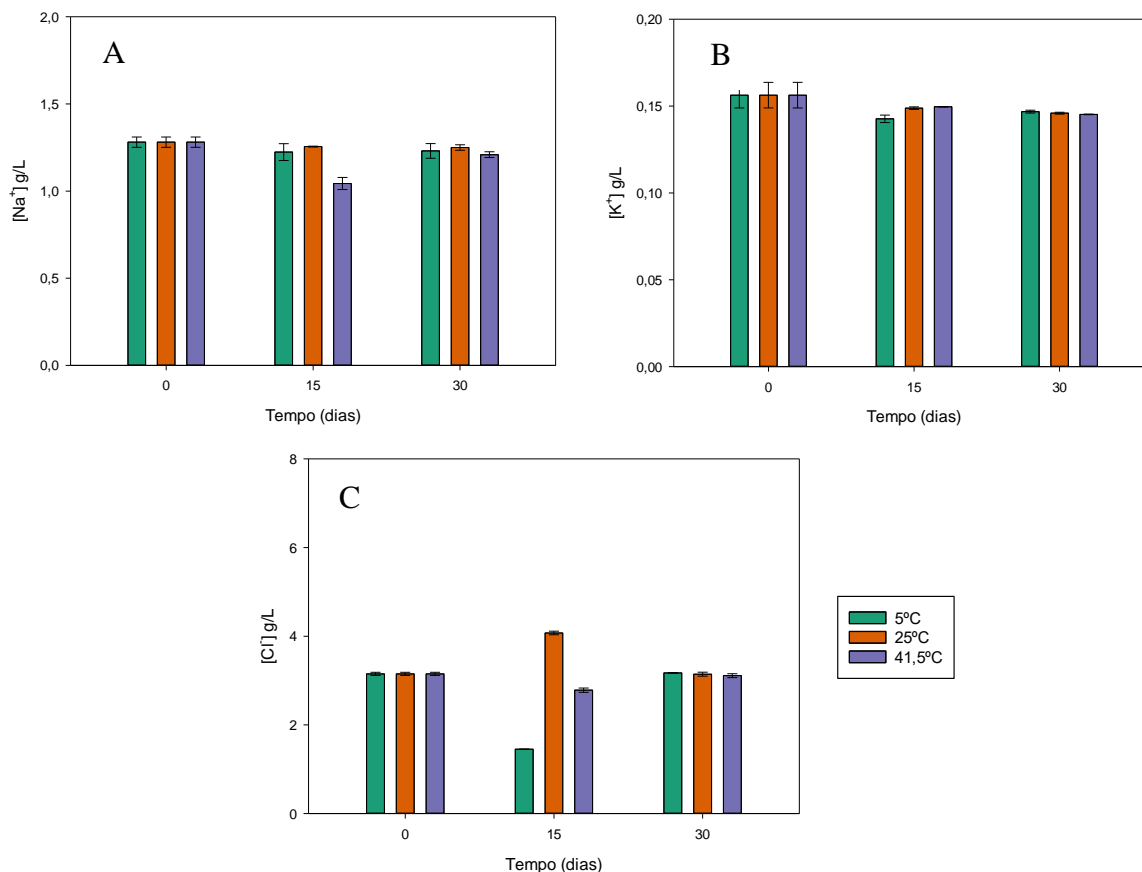 A
[Na⁺] g/L
2,0
1,5
1,0
0,5
0,0
0
15
30
Tempo (dias)
B
[K⁺] g/L
0,20
0,15
0,10
0,05
0,00
0
15
30
Tempo (dias)
C
[Cl⁻] g/L
8
6
4
2
0
0
15
30
Tempo (dias)
5ºC
25ºC
41,5ºC